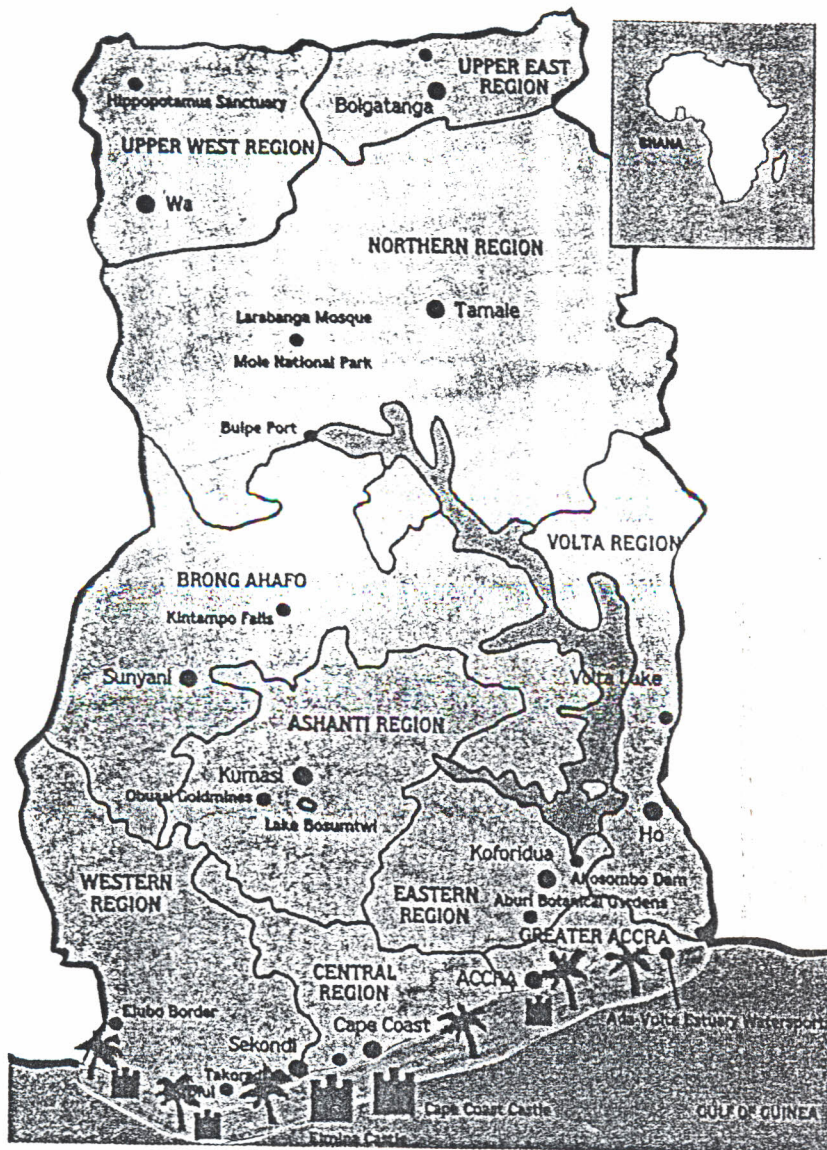 UPPER EAST
REGION
Hippopotamus Sanctuary
Bolgatanga
UPPER WEST REGION
GHANA
Wa
NORTHERN REGION
Larabanga Mosque
Tamale
Mole National Park
Buipe Port
VOLTA REGION
BRONG AHAFO
Kintampo Falls
Sunyani
Volta Lake
ASHANTI REGION
Kumasi
Obuasi Goldmines
Lake Bosumtwi
Ho
Koforidua
WESTERN
REGION
Akosombo Dam
EASTERN
REGION
Aburi Botanical Gardens
GREATER ACCRA
CENTRAL
REGION
ACCRA
Elubo Border
Ada-Volta Estuary Watersports
Cape Coast
Sekondi
Cape Coast Castle
GULF OF GUINEA
Elmina Castle